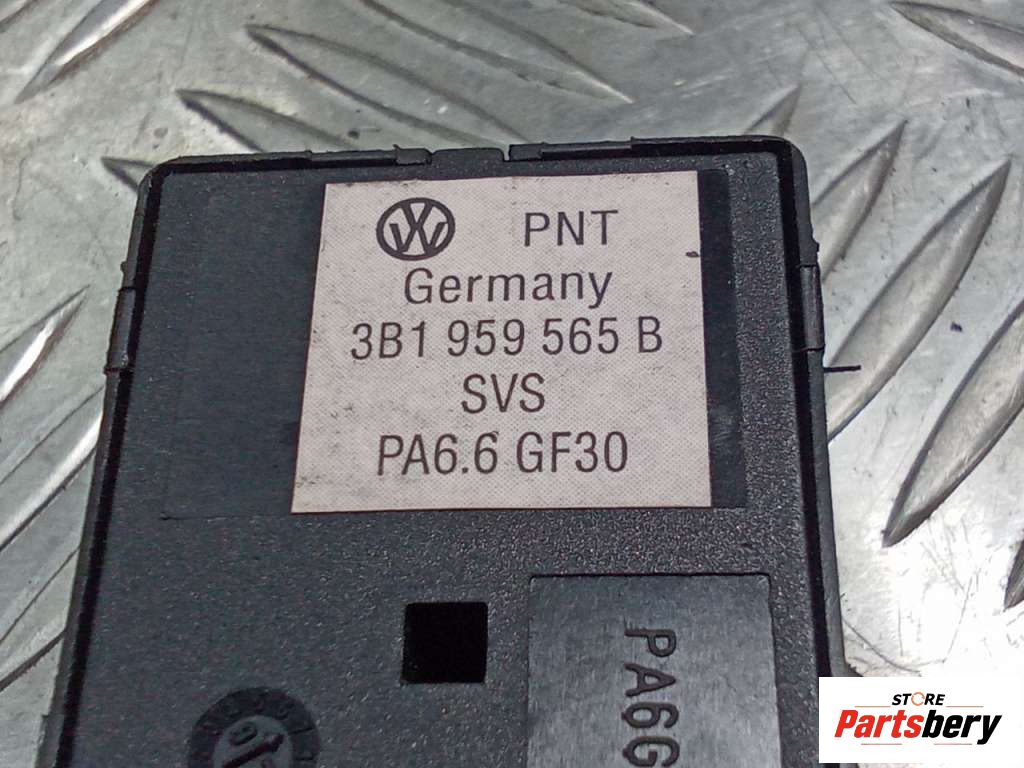 PNT
Germany
3B1 959 565 B
SVS
PA6.6 GF30
PA6G
STORE
Partsbery